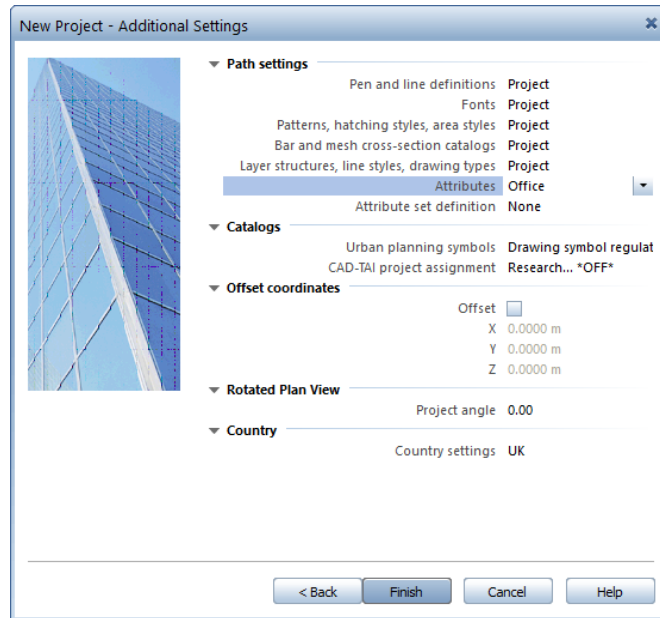 New Project - Additional Settings
Path settings
Pen and line definitions Project
Fonts Project
Patterns, hatching styles, area styles Project
Bar and mesh cross-section catalogs Project
Layer structures, line styles, drawing types Project
Attributes Office
Attribute set definition None
Catalogs
Urban planning symbols Drawing symbol regulat
CAD-TAI project assignment Research... *OFF*
Offset coordinates
Offset
X 0.0000 m
Y 0.0000 m
Z 0.0000 m
Rotated Plan View
Project angle 0.00
Country
Country settings UK
< Back Finish Cancel Help